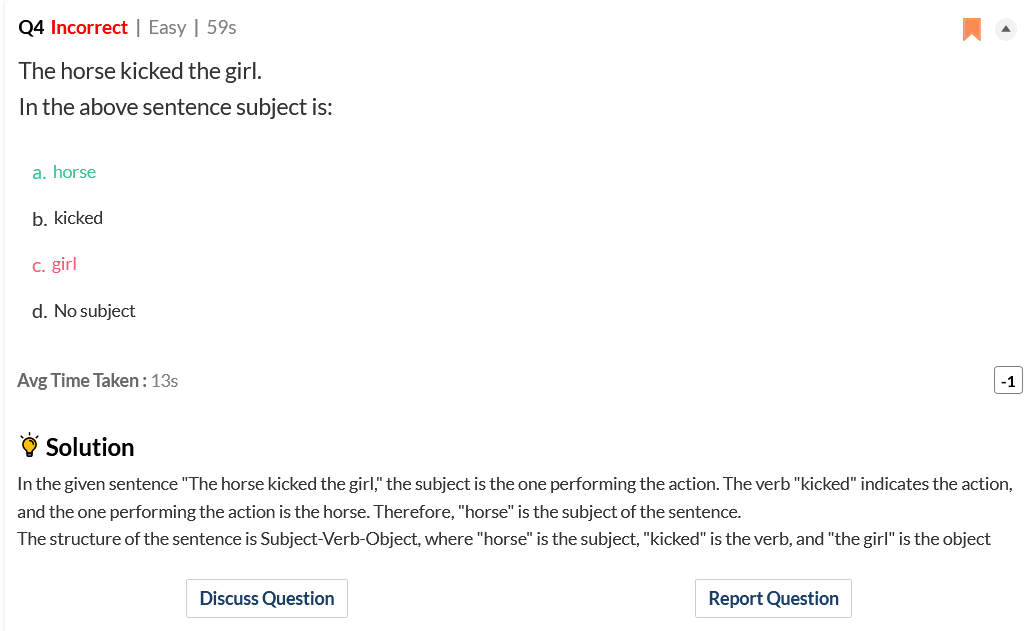 Q4 Incorrect | Easy | 59s
The horse kicked the girl.
In the above sentence subject is:
a. horse
b. kicked
c. girl
d. No subject
Avg Time Taken : 13s
-1
Solution
In the given sentence "The horse kicked the girl," the subject is the one performing the action. The verb "kicked" indicates the action,
and the one performing the action is the horse. Therefore, "horse" is the subject of the sentence.
The structure of the sentence is Subject-Verb-Object, where "horse" is the subject, "kicked" is the verb, and "the girl" is the object
Discuss Question
Report Question